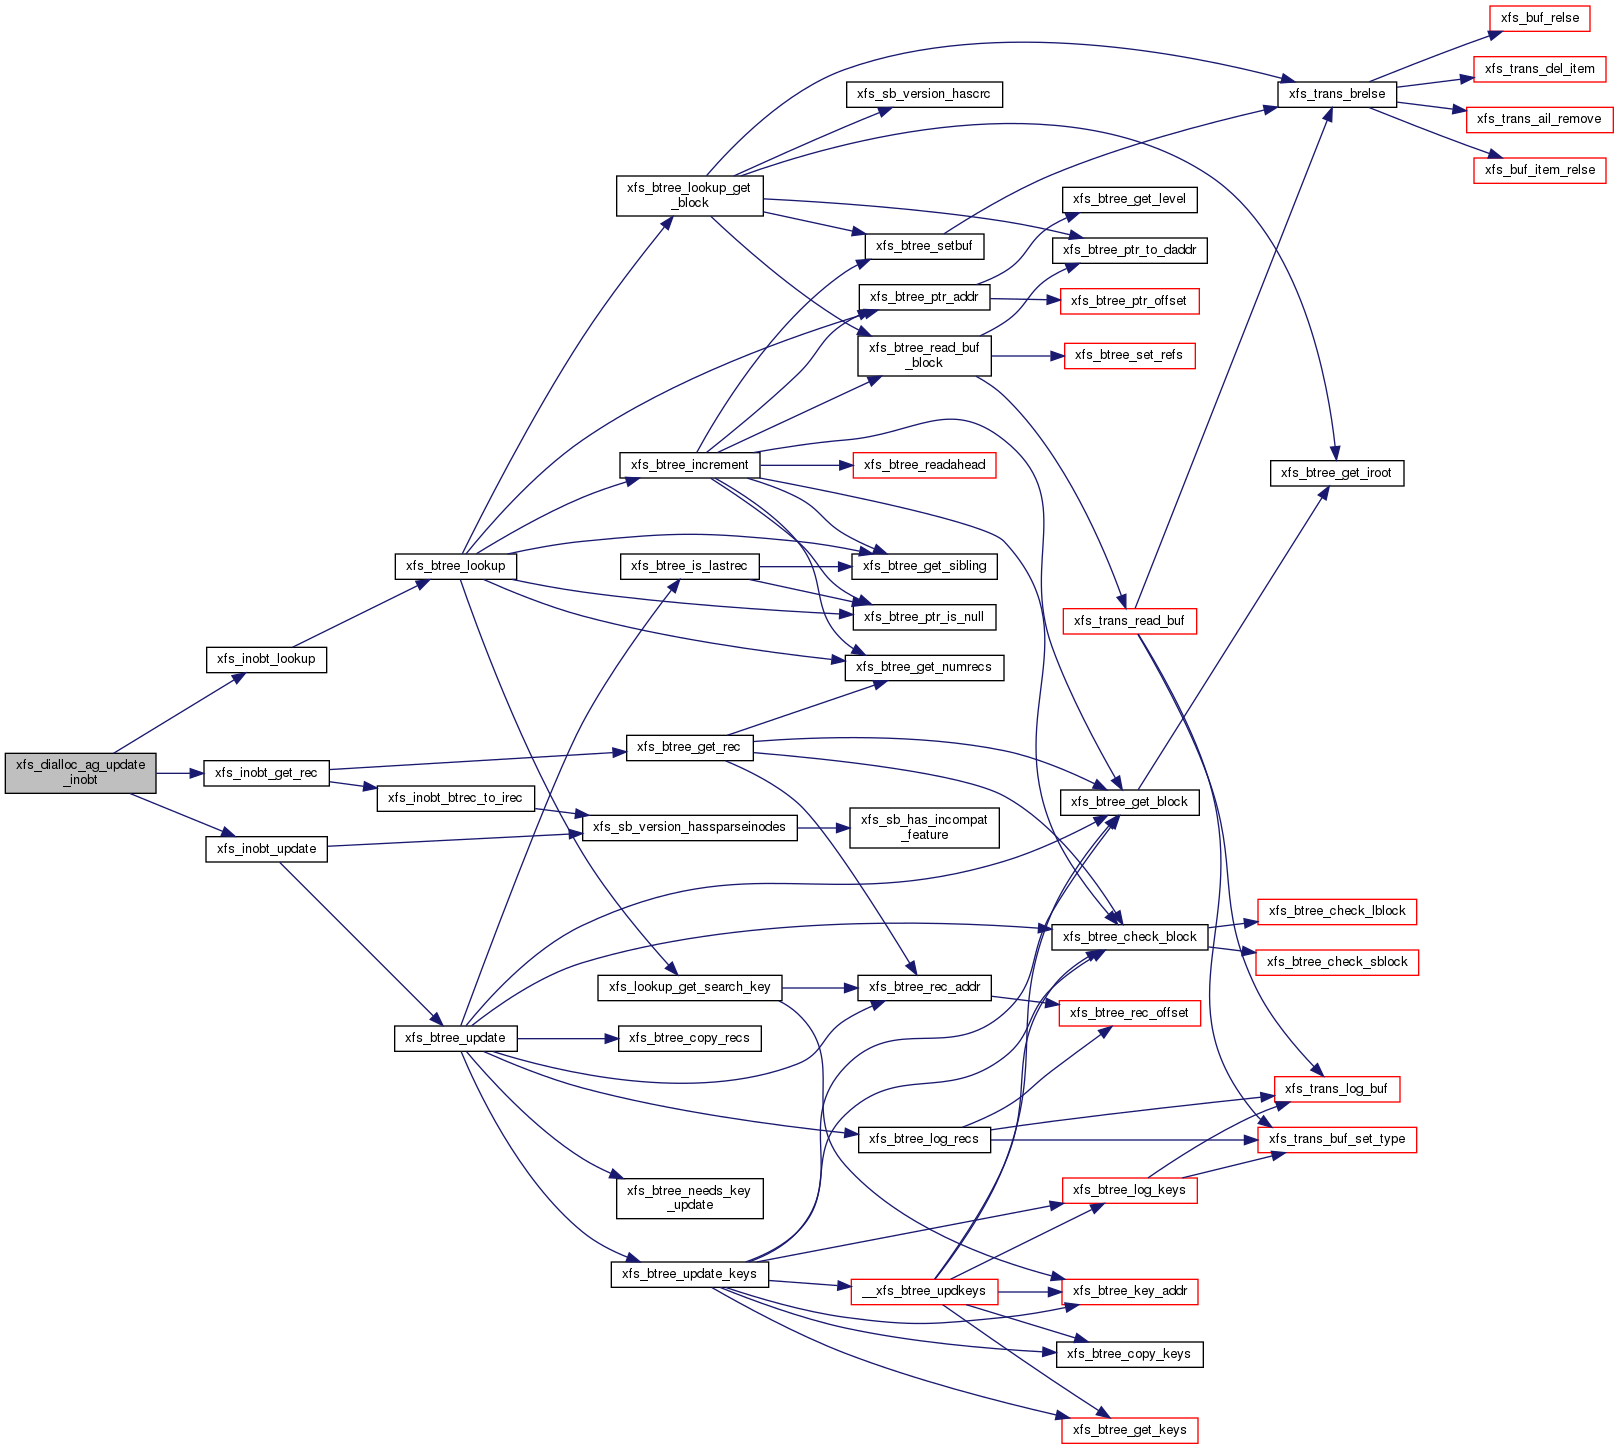 xfs_dialloc_ag_update
_inobt
xfs_inobt_lookup
xfs_inobt_get_rec
xfs_inobt_update
xfs_btree_lookup
xfs_inobt_btrec_to_irec
xfs_btree_update
xfs_btree_lookup_get
_block
xfs_btree_increment
xfs_btree_is_lastrec
xfs_btree_get_rec
xfs_sb_version_hassparseinodes
xfs_lookup_get_search_key
xfs_btree_copy_recs
xfs_btree_needs_key
_update
xfs_btree_update_keys
xfs_sb_version_hascrc
xfs_btree_setbuf
xfs_btree_ptr_addr
xfs_btree_read_buf
_block
xfs_btree_readahead
xfs_btree_get_sibling
xfs_btree_ptr_is_null
xfs_btree_get_numrecs
xfs_sb_has_incompat
_feature
xfs_btree_rec_addr
xfs_btree_log_recs
__xfs_btree_updkeys
xfs_btree_get_level
xfs_btree_ptr_to_daddr
xfs_btree_ptr_offset
xfs_btree_set_refs
xfs_trans_read_buf
xfs_btree_get_block
xfs_btree_check_block
xfs_btree_rec_offset
xfs_btree_log_keys
xfs_btree_key_addr
xfs_btree_copy_keys
xfs_btree_get_keys
xfs_trans_brelse
xfs_btree_get_iroot
xfs_btree_check_lblock
xfs_btree_check_sblock
xfs_trans_log_buf
xfs_trans_buf_set_type
xfs_buf_relse
xfs_trans_del_item
xfs_trans_ail_remove
xfs_buf_item_relse